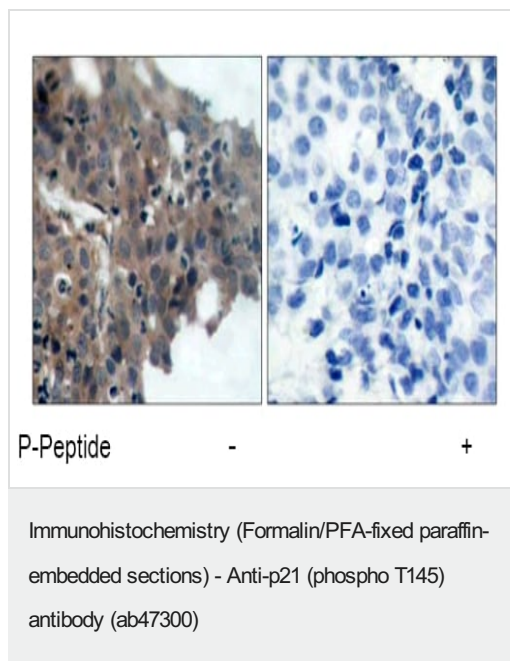 P-Peptide - +
Immunohistochemistry (Formalin/PFA-fixed paraffin-
embedded sections) - Anti-p21 (phospho T145)
antibody (ab47300)